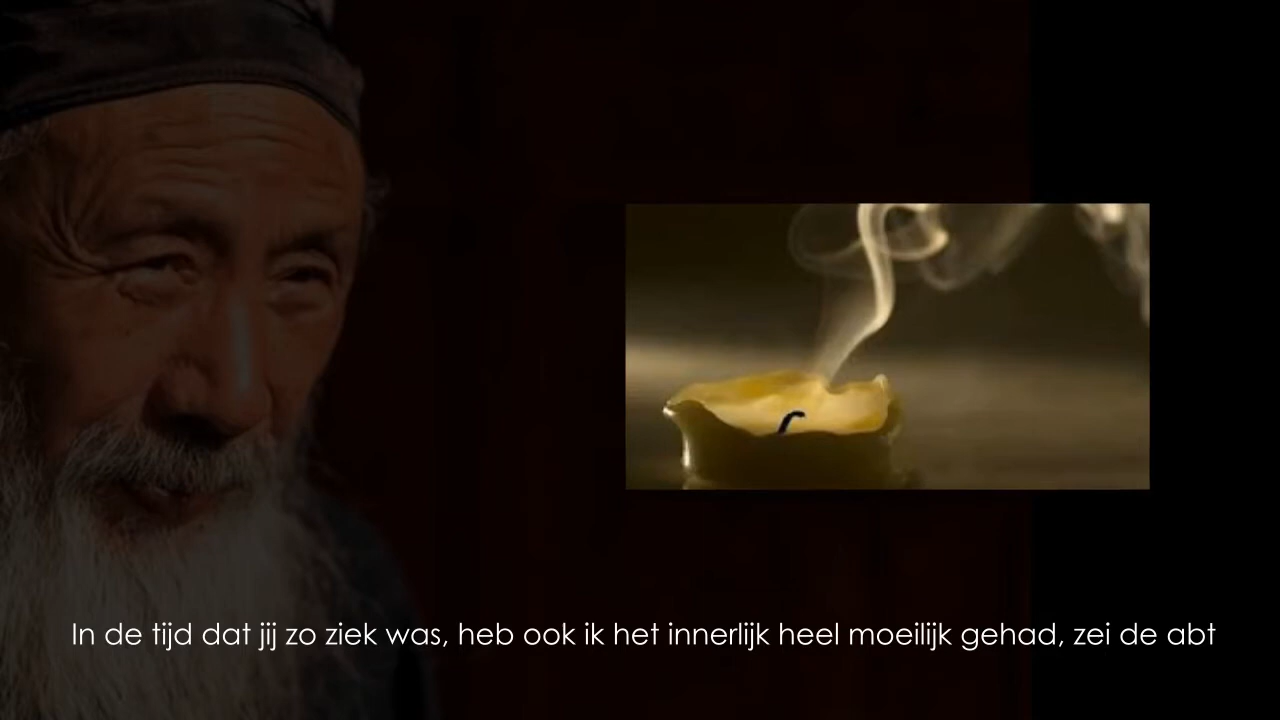 In de tijd dat jij zo ziek was, heb ook ik het innerlijk heel moeilijk gehad, zei de abt